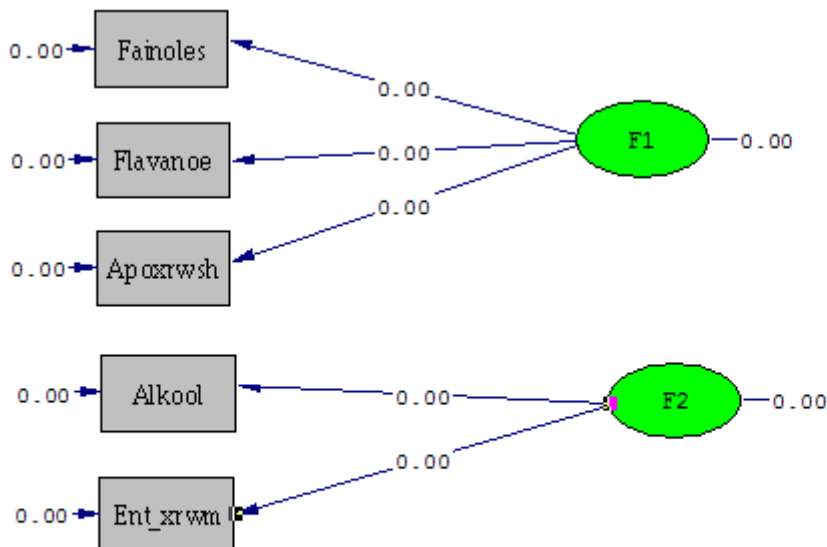 0.00 Fainoles
0.00
F1 0.00
0.00 Flavanoe 0.00
0.00
0.00 Apoxrwsh
0.00 Alkool 0.00 F2 0.00
0.00
0.00 Ent_xrwm